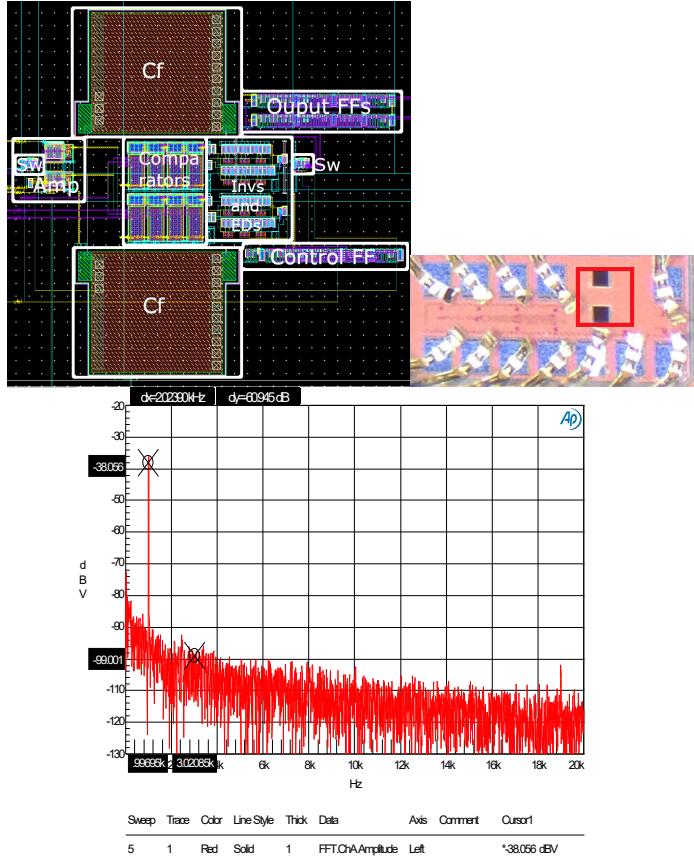 Cf
Ouput FFs
Sw
Amp
Compa
rators
Invs
and
EDs
Sw
Control FF
Cf
dx=2.02390kHz dy=60.945 dB
Ap
-20
-30
-38.056
-50
-60
-70
-80
-90
-99.001
-110
-120
-130
d
B
V
.99695k 2 3.02085k k 6k 8k 10k 12k 14k 16k 18k 20k
Hz
Sweep Trace Color Line Style Thick Data Axis Comment Cursor1
5 1 Red Solid 1 FFT.Ch.A Amplitude Left *-38.056 dBV